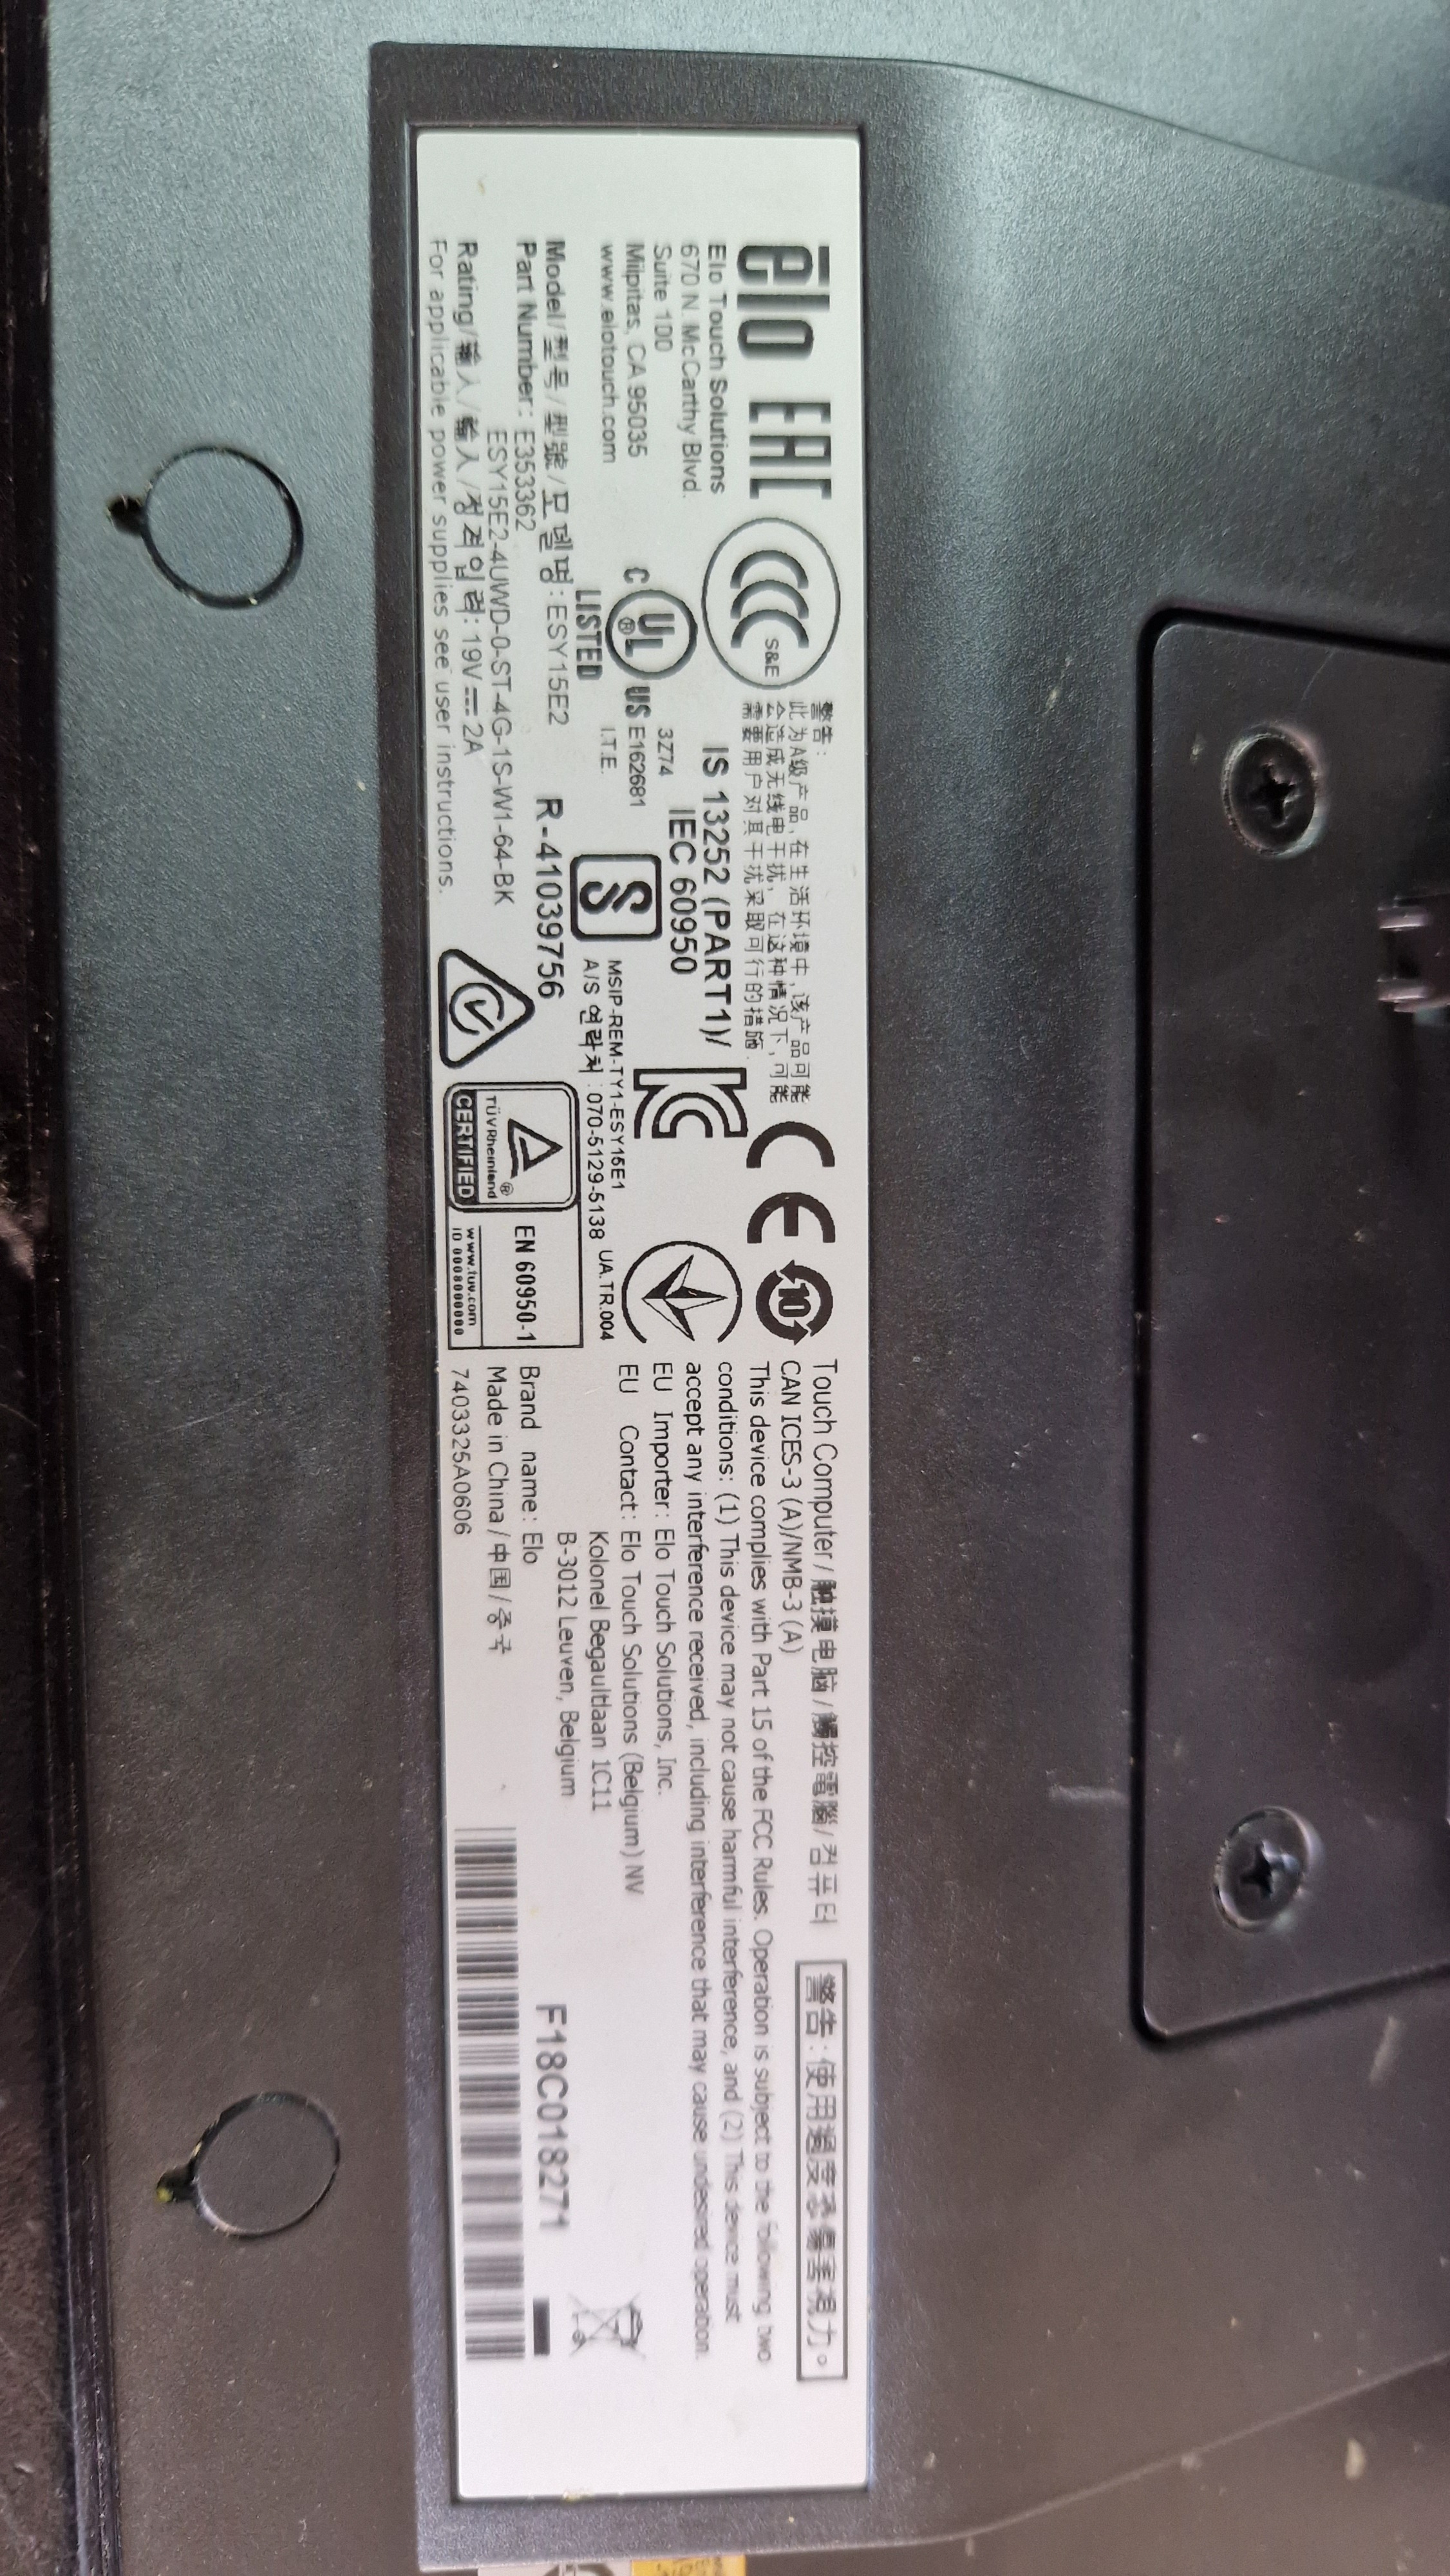 elo EAC
Elo Touch Solutions
670 N. McCarthy Blvd.
Suite 100
Milpitas, CA 95035
www.elotouch.com
Model/型号/型號/모델명: ESY15E2
Part Number: E353362
ESY15E2-4UWD-0-ST-4G-1S-W1-64-BK
Rating/输入/輸入/정격입력: 19V⎓2A
For applicable power supplies see user instructions.
CCC S&E
警告:
此为A级产品,在生活环境中,该产品可能
会造成无线电干扰,在这种情况下,可能
需要用户对其干扰采取可行的措施.
C UL® US
LISTED
3Z74
E162681
I.T.E.
IS 13252 (PART1)/
IEC 60950
R-41039756
S
MSIP-REM-TY1-ESY15E1
A/S 연락처 : 070-5129-5138
KC
CE
10
UA.TR.004
TÜVRheinland®
CERTIFIED
EN 60950-1
www.tuv.com
ID 0008000000
Touch Computer/触摸电脑/觸控電腦/컴퓨터
CAN ICES-3 (A)/NMB-3 (A)
This device complies with Part 15 of the FCC Rules. Operation is subject to the following two
conditions: (1) This device may not cause harmful interference, and (2) This device must
accept any interference received, including interference that may cause undesired operation.
EU Importer: Elo Touch Solutions, Inc.
EU Contact: Elo Touch Solutions (Belgium) NV
Kolonel Begaultlaan 1C11
B-3012 Leuven, Belgium
Brand name: Elo
Made in China/中国/중국
7403325A0606
警告:使用過度恐傷害視力。
F18C018271